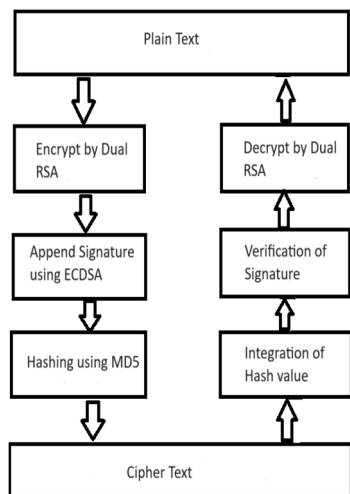 Plain Text
Encrypt by Dual
RSA
Decrypt by Dual
RSA
Append Signature
using ECDSA
Verification of
Signature
Hashing using MD5
Integration of
Hash value
Cipher Text